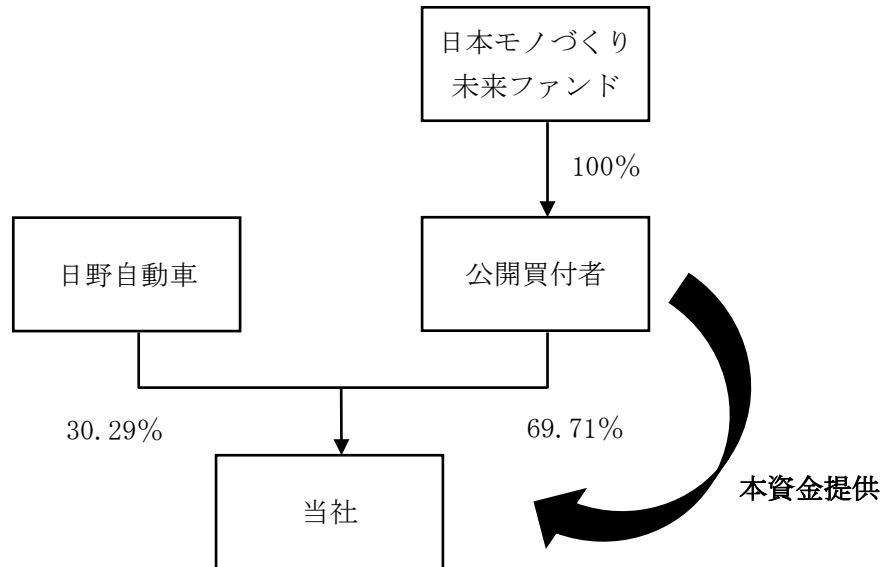 日本モノづくり
未来ファンド
100%
日野自動車
公開買付者
30.29%
69.71%
本資金提供
当社